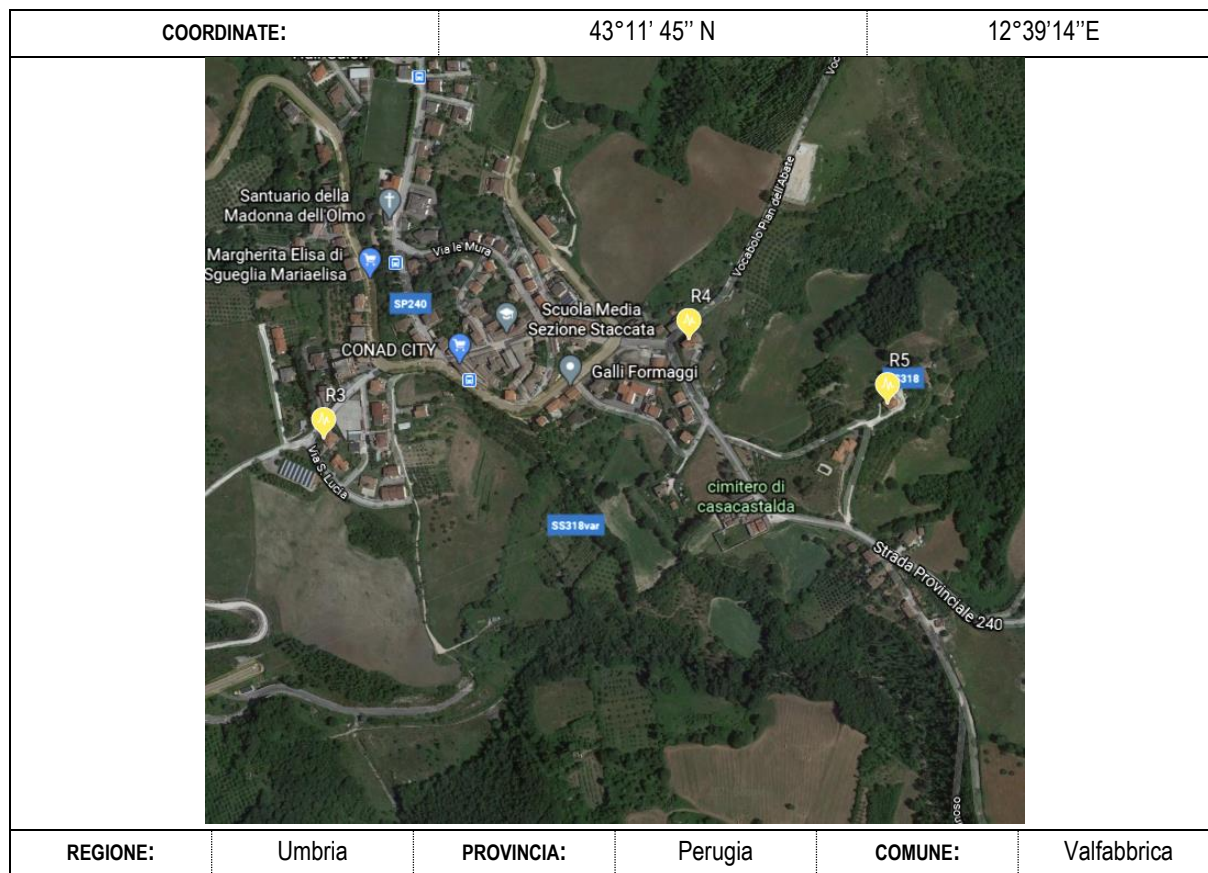 COORDINATE: 43°11' 45'' N 12°39'14''E
Santuario della
Madonna dell'Olmo
Vocabolo Pian dell'Abate
Margherita Elisa di
Sgueglia Mariaelisa
Via le Mura
SP240
R4
Scuola Media
Sezione Staccata
CONAD CITY
Galli Formaggi
R5
R3
Via S. Lucia
cimitero di
casacastalda
SS318var
Strada Provinciale 240
REGIONE: Umbria PROVINCIA: Perugia COMUNE: Valfabbrica